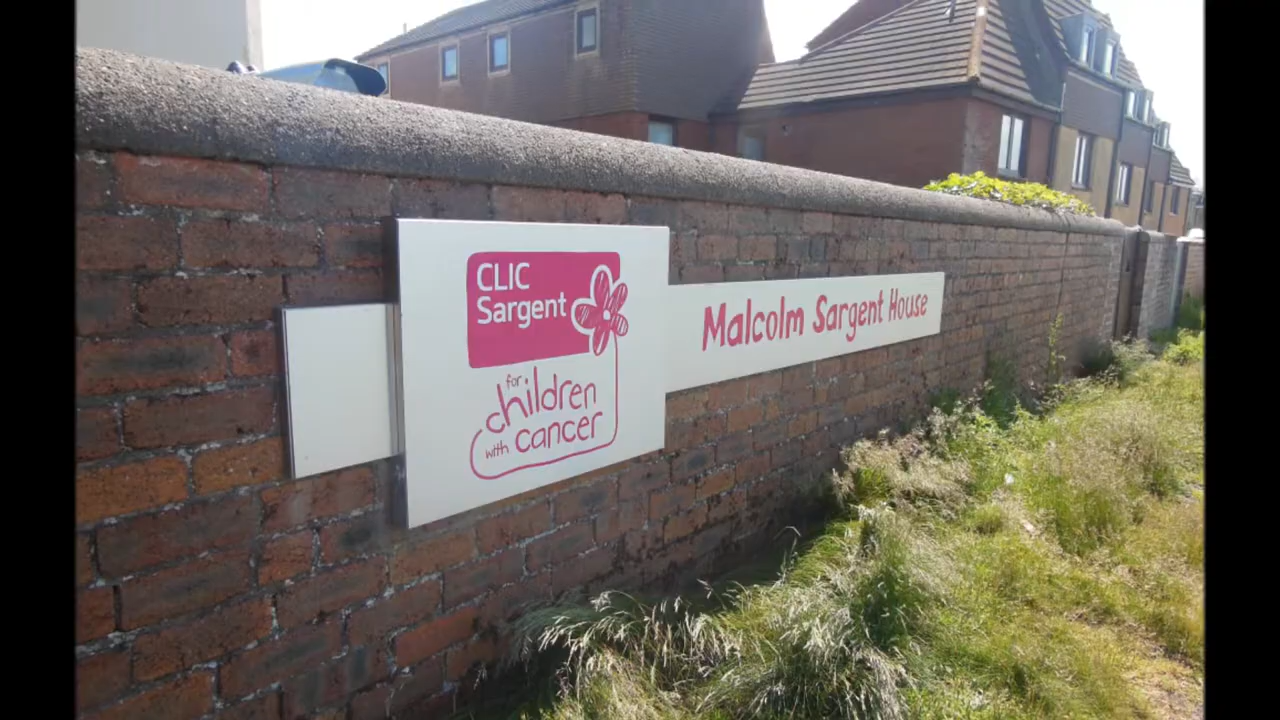 CLIC
Sargent
for
children
with cancer
Malcolm Sargent House